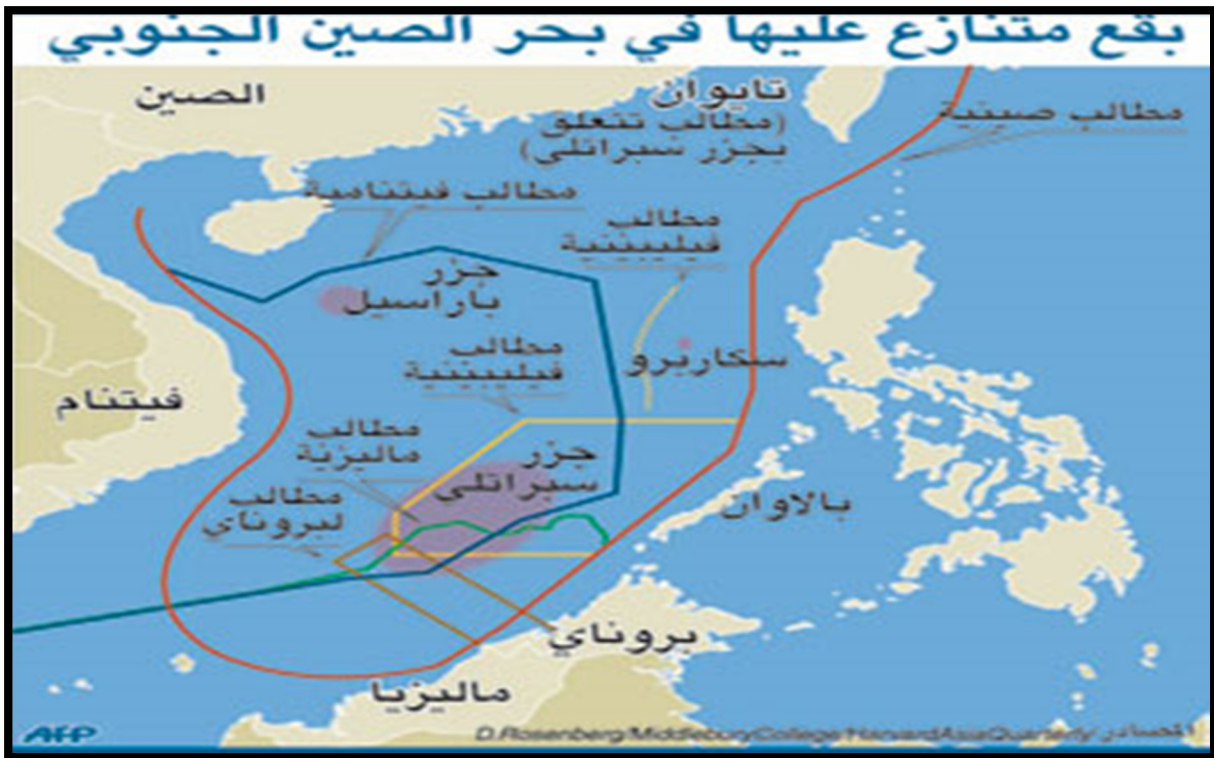 بقع متنازع عليها في بحر الصين الجنوبي
الصين
تايوان
(مطالب تتعلق
بجزر سبراتلي)
مطالب صينية
مطالب فيتنامية
مطالب
فيليبينية
جزر
باراسيل
سكاربرو
مطالب
فيليبينية
فيتنام
مطالب
ماليزية
جزر
سبراتلي
مطالب
لبروناي
بالاوان
بروناي
ماليزيا
AFP
المصادر: D.Rosenberg/MiddleburyCollege/HarvardAsiaQuarterly